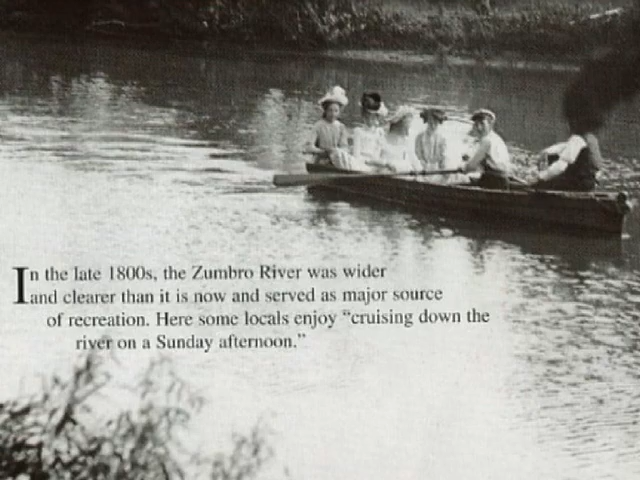 In the late 1800s, the Zumbro River was wider
and clearer than it is now and served as major source
of recreation. Here some locals enjoy “cruising down the
river on a Sunday afternoon.”